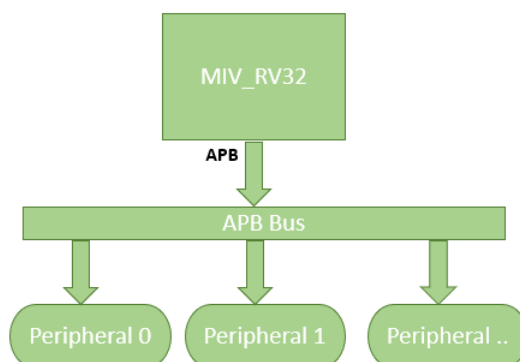 MIV_RV32
APB
APB Bus
Peripheral 0
Peripheral 1
Peripheral ..